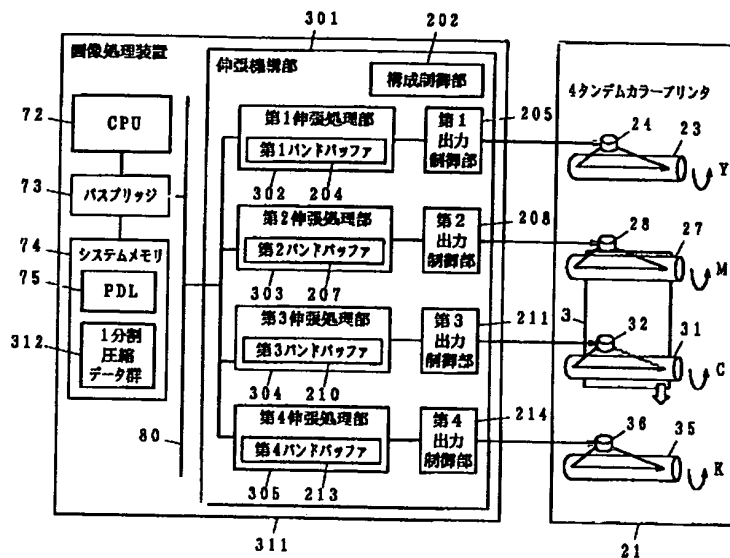 301
202
画像処理装置
伸張機構部
構成制御部
4タンデムカラープリンタ
72
CPU
第1伸張処理部
第1バンドバッファ
第1
出力
制御部
205
24
23
Y
73
バスブリッジ
302
204
74
システムメモリ
第2伸張処理部
第2バンドバッファ
第2
出力
制御部
208
28
27
M
75
PDL
303
207
312
1分割
圧縮
データ群
第3伸張処理部
第3バンドバッファ
第3
出力
制御部
211
3
32
31
C
304
210
80
第4伸張処理部
第4バンドバッファ
第4
出力
制御部
214
36
35
K
305
213
311
21